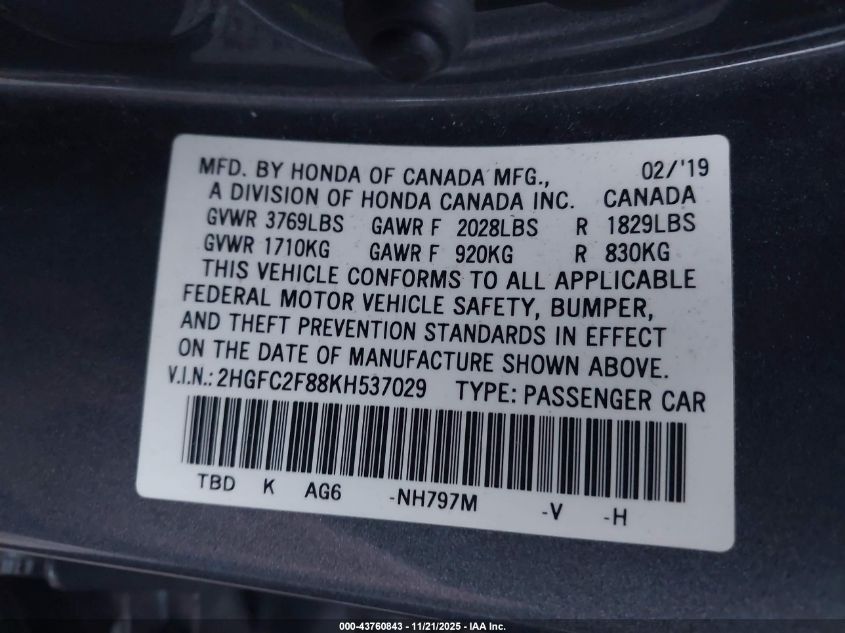 MFD. BY HONDA OF CANADA MFG., 02/'19
A DIVISION OF HONDA CANADA INC. CANADA
GVWR 3769LBS GAWR F 2028LBS R 1829LBS
GVWR 1710KG GAWR F 920KG R 830KG
THIS VEHICLE CONFORMS TO ALL APPLICABLE
FEDERAL MOTOR VEHICLE SAFETY, BUMPER,
AND THEFT PREVENTION STANDARDS IN EFFECT
ON THE DATE OF MANUFACTURE SHOWN ABOVE.
V.I.N.: 2HGFC2F88KH537029 TYPE: PASSENGER CAR
TBD K AG6 -NH797M -V -H
000-43760843 - 11/21/2025 - IAA Inc.